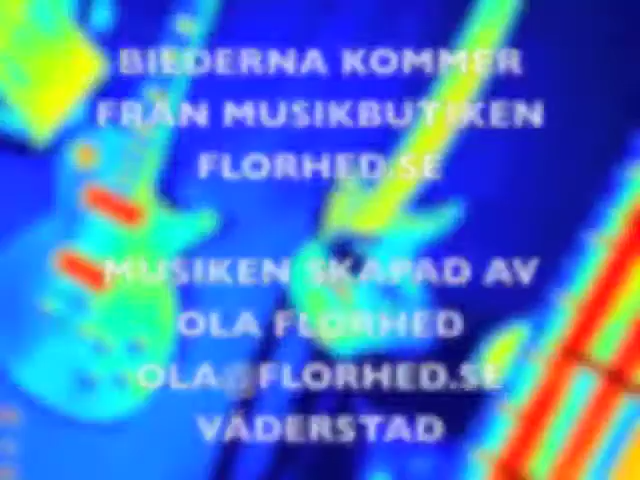 BILDERNA KOMMER
FRÅN MUSIKBUTIKEN
FLORHED.SE
MUSIKEN SKAPAD AV
OLA FLORHED
OLA@FLORHED.SE
VÄDERSTAD